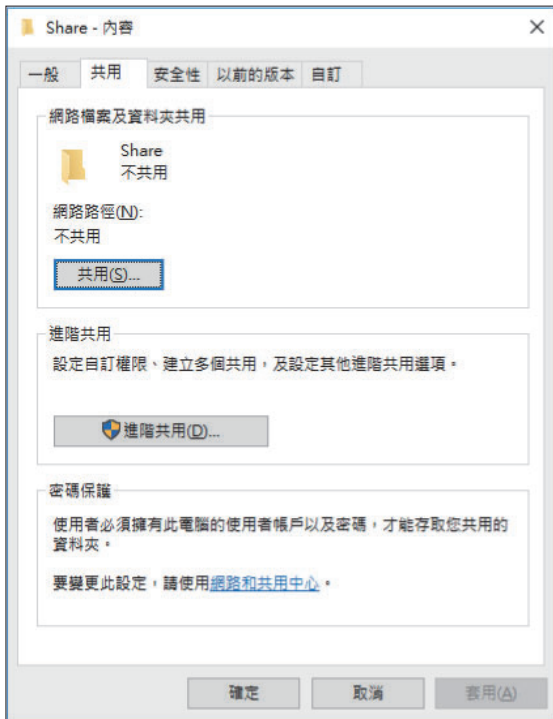 Share - 內容
一般 共用 安全性 以前的版本 自訂
網路檔案及資料夾共用
Share
不共用
網路路徑(N):
不共用
共用(S)...
進階共用
設定自訂權限、建立多個共用，及設定其他進階共用選項。
進階共用(D)...
密碼保護
使用者必須擁有此電腦的使用者帳戶以及密碼，才能存取您共用的
資料夾。
要變更此設定，請使用網路和共用中心。
確定 取消 套用(A)